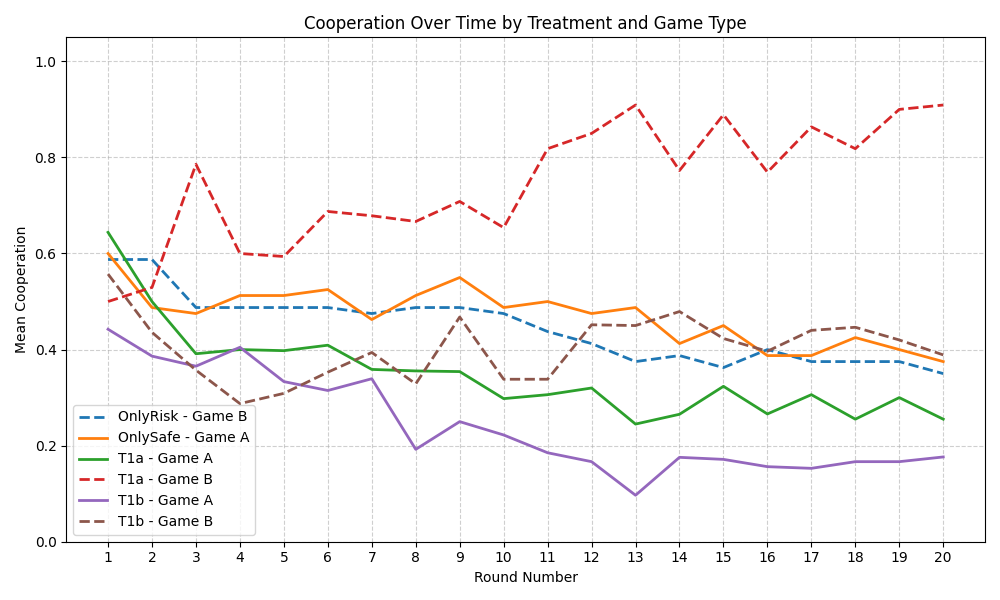 Cooperation Over Time by Treatment and Game Type
Mean Cooperation
1.0
0.8
0.6
0.4
0.2
0.0
OnlyRisk - Game B
OnlySafe - Game A
T1a - Game A
T1a - Game B
T1b - Game A
T1b - Game B
1 2 3 4 5 6 7 8 9 10 11 12 13 14 15 16 17 18 19 20
Round Number